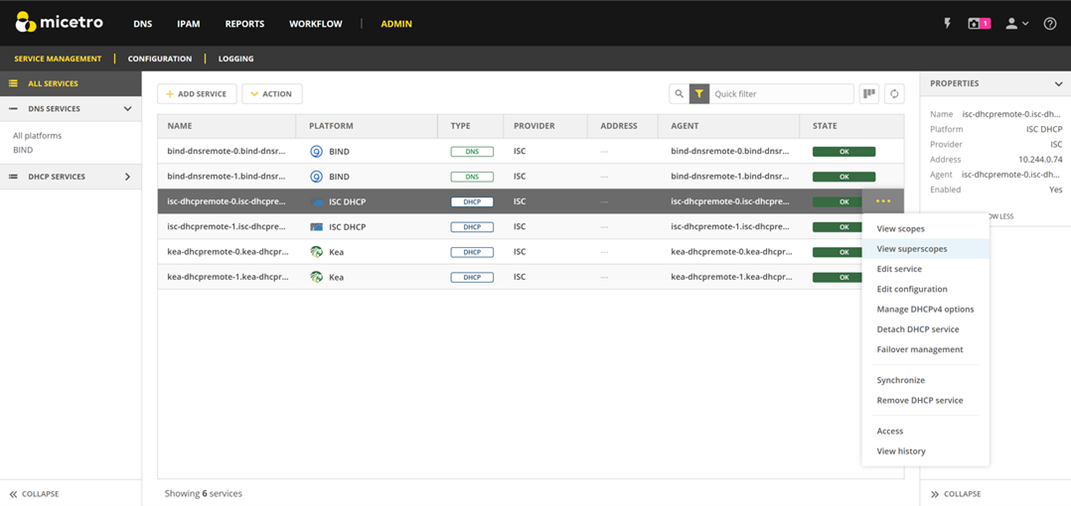 micetro DNS IPAM REPORTS WORKFLOW ADMIN 1
SERVICE MANAGEMENT CONFIGURATION LOGGING
ALL SERVICES
DNS SERVICES
All platforms
BIND
DHCP SERVICES
COLLAPSE
ADD SERVICE ACTION Quick filter
NAME PLATFORM TYPE PROVIDER ADDRESS AGENT STATE
bind-dnsremote-0.bind-dnsr... BIND DNS ISC — bind-dnsremote-0.bind-dnsr... OK
bind-dnsremote-1.bind-dnsr... BIND DNS ISC — bind-dnsremote-1.bind-dnsr... OK
isc-dhcpremote-0.isc-dhcpre... ISC DHCP DHCP ISC — isc-dhcpremote-0.isc-dhcpre... OK ...
isc-dhcpremote-1.isc-dhcpre... ISC DHCP DHCP ISC — isc-dhcpremote-1.isc-dhcpre... OK
kea-dhcpremote-0.kea-dhcpr... Kea DHCP ISC — kea-dhcpremote-0.kea-dhcpr... OK
kea-dhcpremote-1.kea-dhcpr... Kea DHCP ISC — kea-dhcpremote-1.kea-dhcpr... OK
Showing 6 services
View scopes
View superscopes
Edit service
Edit configuration
Manage DHCPv4 options
Detach DHCP service
Failover management
Synchronize
Remove DHCP service
Access
View history
PROPERTIES
Name isc-dhcpremote-0.isc-dh...
Platform ISC DHCP
Provider ISC
Address 10.244.0.74
Agent isc-dhcpremote-0.isc-dh...
Enabled Yes
OW LESS
COLLAPSE